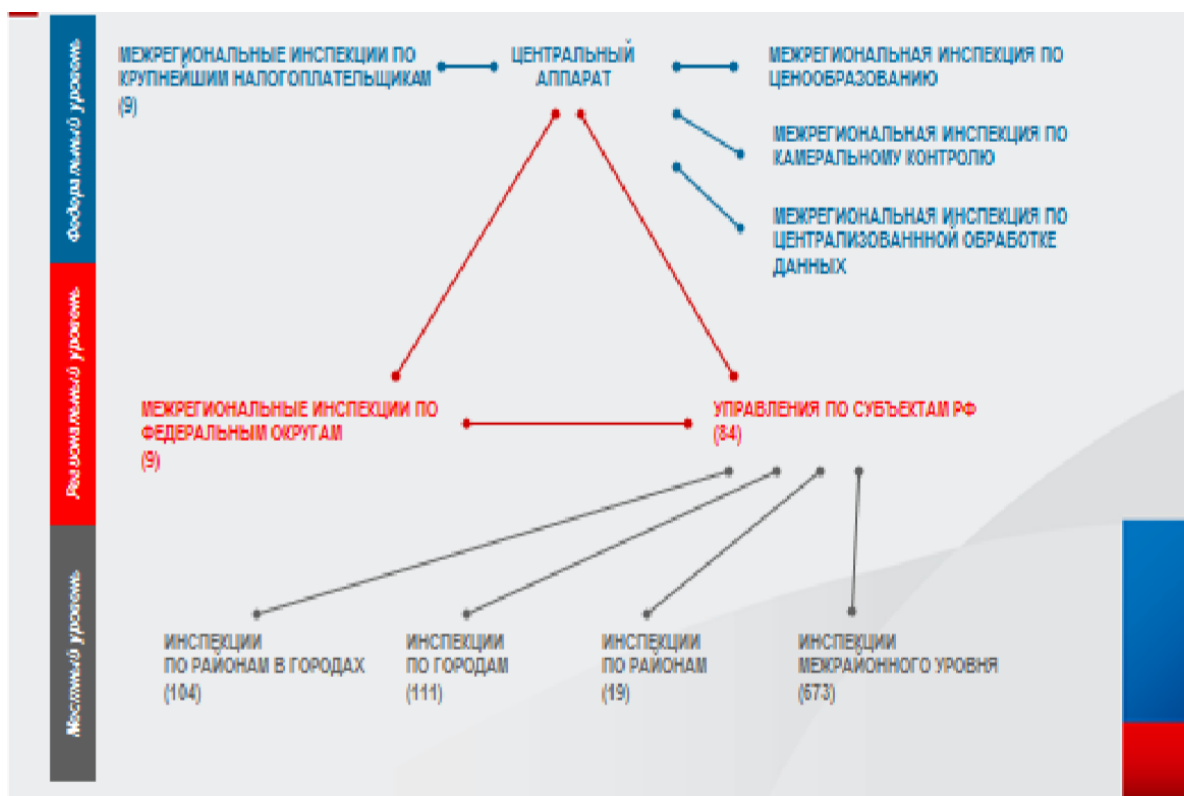 Федеральный уровень
МЕЖРЕГИОНАЛЬНЫЕ ИНСПЕКЦИИ ПО
КРУПНЕЙШИМ НАЛОГОПЛАТЕЛЬЩИКАМ
(9)
ЦЕНТРАЛЬНЫЙ
АППАРАТ
МЕЖРЕГИОНАЛЬНАЯ ИНСПЕКЦИЯ ПО
ЦЕНООБРАЗОВАНИЮ
МЕЖРЕГИОНАЛЬНАЯ ИНСПЕКЦИЯ ПО
КАМЕРАЛЬНОМУ КОНТРОЛЮ
МЕЖРЕГИОНАЛЬНАЯ ИНСПЕКЦИЯ ПО
ЦЕНТРАЛИЗОВАНННОЙ ОБРАБОТКЕ
ДАННЫХ
Региональный уровень
МЕЖРЕГИОНАЛЬНЫЕ ИНСПЕКЦИИ ПО
ФЕДЕРАЛЬНЫМ ОКРУГАМ
(9)
УПРАВЛЕНИЯ ПО СУБЪЕКТАМ РФ
(84)
Местный уровень
ИНСПЕКЦИИ
ПО РАЙОНАМ В ГОРОДАХ
(104)
ИНСПЕКЦИИ
ПО ГОРОДАМ
(111)
ИНСПЕКЦИИ
ПО РАЙОНАМ
(19)
ИНСПЕКЦИИ
МЕЖРАЙОННОГО УРОВНЯ
(673)